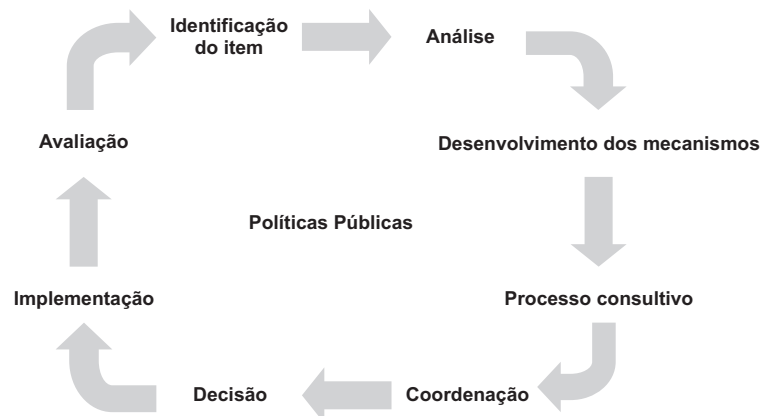 Identificação
do item
Análise
Desenvolvimento dos mecanismos
Processo consultivo
Coordenação
Decisão
Implementação
Avaliação
Políticas Públicas